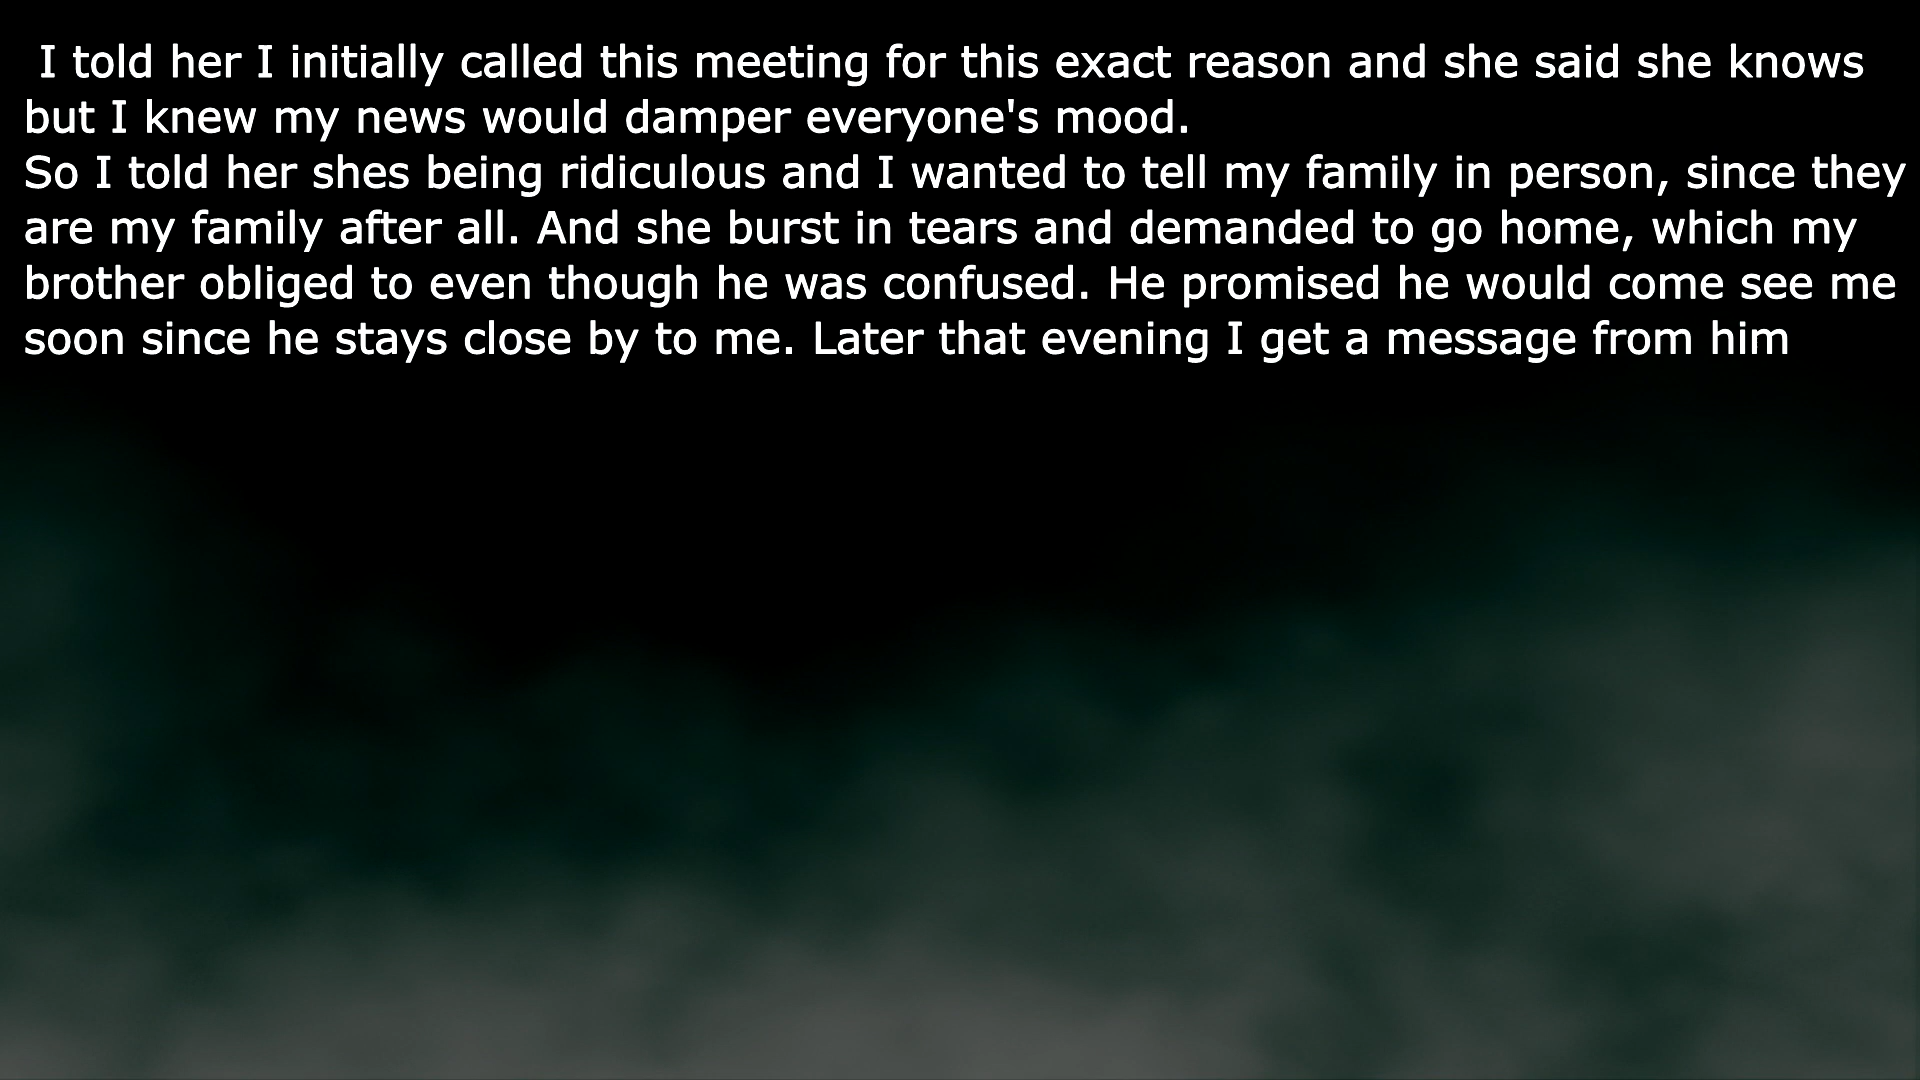 I told her I initially called this meeting for this exact reason and she said she knows
but I knew my news would damper everyone's mood.
So I told her shes being ridiculous and I wanted to tell my family in person, since they
are my family after all. And she burst in tears and demanded to go home, which my
brother obliged to even though he was confused. He promised he would come see me
soon since he stays close by to me. Later that evening I get a message from him